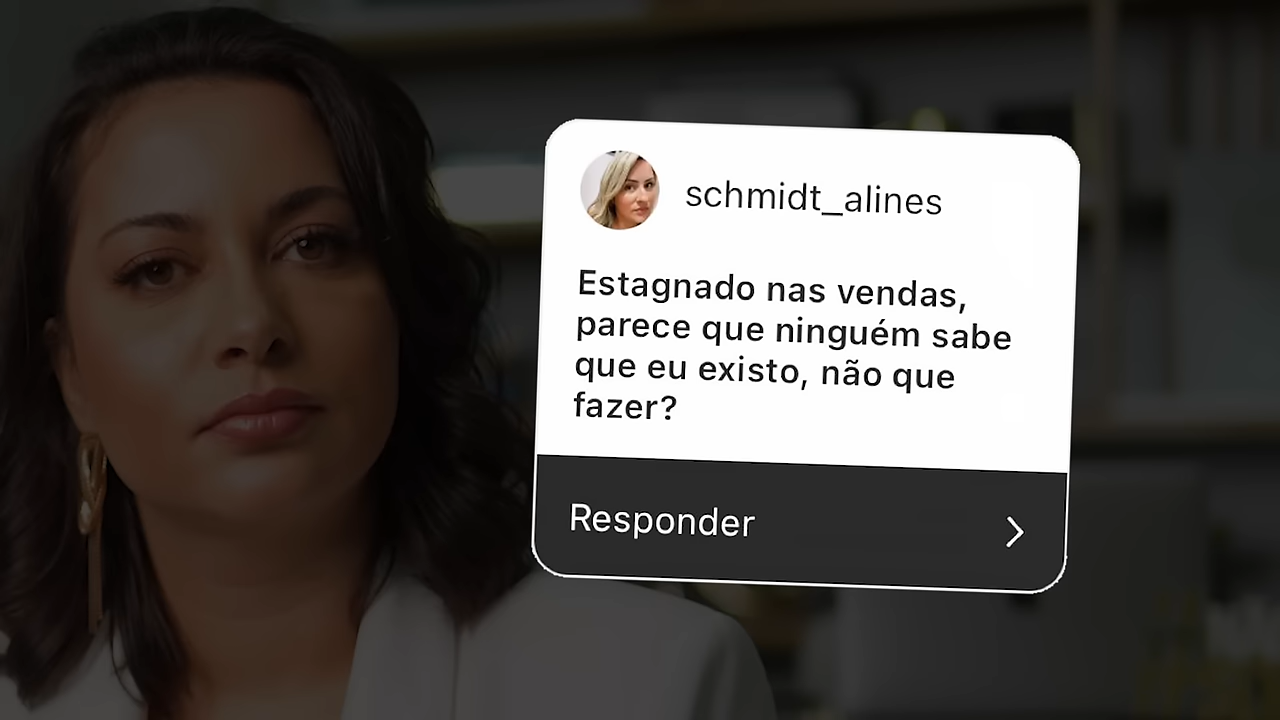 schmidt_alines
Estagnado nas vendas,
parece que ninguém sabe
que eu existo, não que
fazer?
Responder